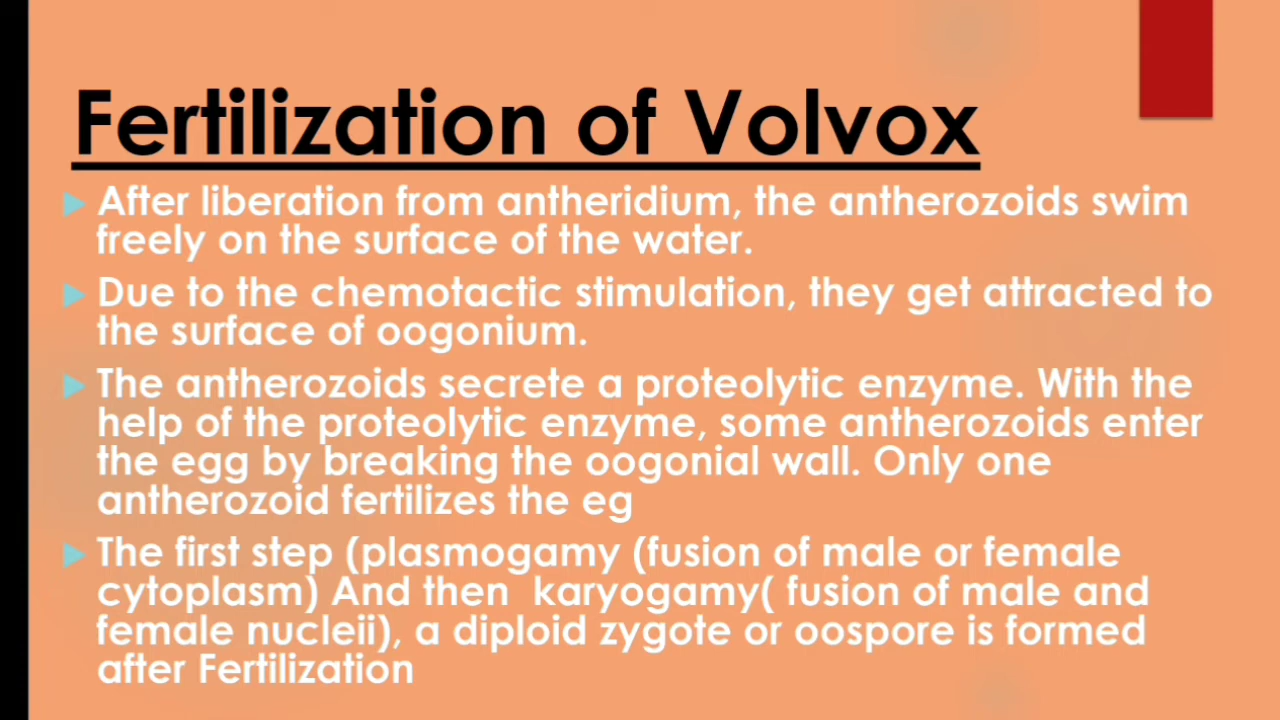 Fertilization of Volvox
After liberation from antheridium, the antherozoids swim
freely on the surface of the water.
Due to the chemotactic stimulation, they get attracted to
the surface of oogonium.
The antherozoids secrete a proteolytic enzyme. With the
help of the proteolytic enzyme, some antherozoids enter
the egg by breaking the oogonial wall. Only one
antherozoid fertilizes the eg
The first step (plasmogamy (fusion of male or female
cytoplasm) And then  karyogamy( fusion of male and
female nucleii), a diploid zygote or oospore is formed
after Fertilization